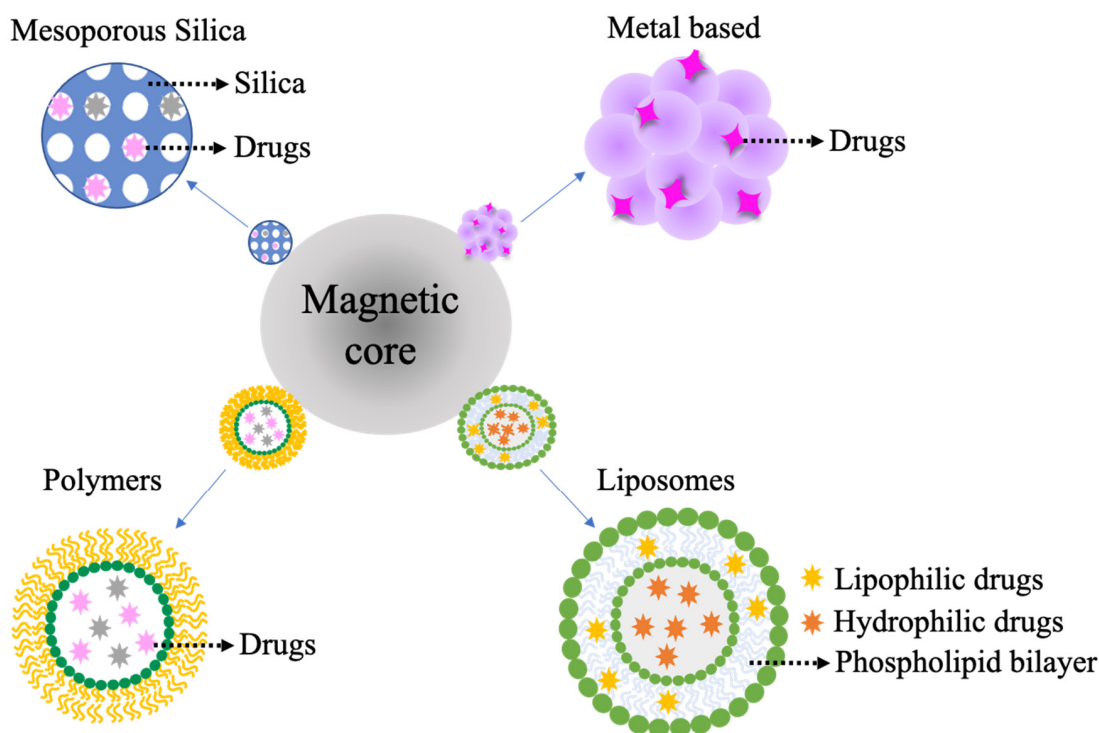 Mesoporous Silica
Silica
Drugs
Metal based
Drugs
Magnetic
core
Polymers
Drugs
Liposomes
Lipophilic drugs
Hydrophilic drugs
Phospholipid bilayer